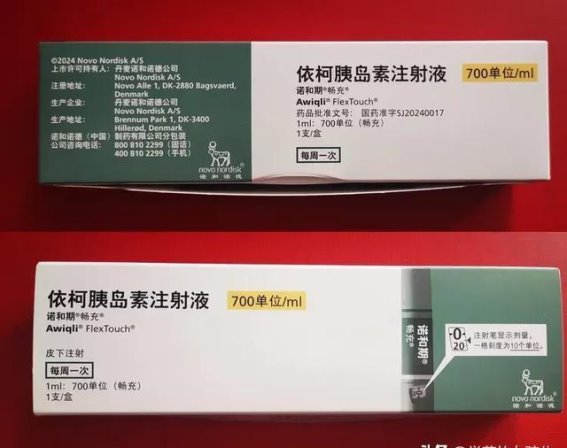 ©2024 Novo Nordisk A/S
上市许可持有人：丹麦诺和诺德公司
Novo Nordisk A/S
注册地址： Novo Alle 1, DK-2880 Bagsvaerd,
Denmark
生产企业： 丹麦诺和诺德公司
Novo Nordisk A/S
生产地址： Brennum Park 1, DK-3400
Hillerød, Denmark
诺和诺德（中国）制药有限公司分包装
公司咨询电话： 800 810 2299（固话）
400 810 2299（手机）
novo nordisk®
诺和诺德
依柯胰岛素注射液 700单位/ml
诺和期®畅充®
Awiqli® FlexTouch®
药品批准文号： 国药准字SJ20240017
1ml：700单位（畅充）
1支/盒
每周一次
依柯胰岛素注射液 700单位/ml
诺和期®畅充®
Awiqli® FlexTouch®
皮下注射
每周一次
1ml：700单位（畅充）
1支/盒
诺和期®
畅充®
0
20
注射笔显示剂量。
一格刻度为10个单位。
novo nordisk®
诺和诺德